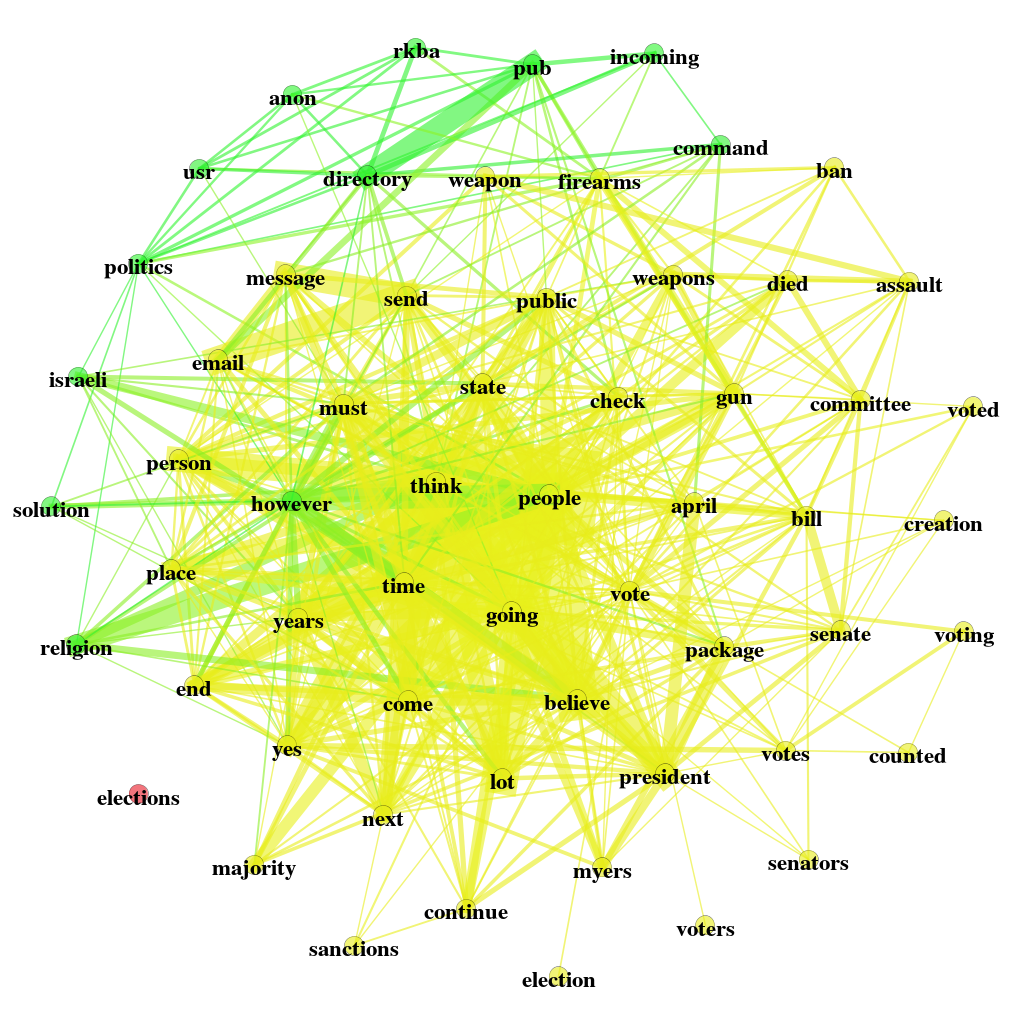 rkba
pub
incoming
anon
command
usr
directory
weapon
firearms
ban
politics
message
send
public
weapons
died
assault
email
israeli
must
state
check
gun
committee
voted
person
think
people
however
solution
april
bill
creation
place
time
years
going
vote
religion
package
senate
voting
end
come
believe
yes
lot
president
votes
counted
elections
next
majority
continue
myers
senators
sanctions
voters
election